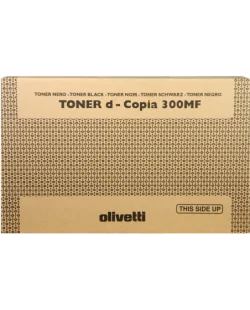 TONER NERO - TONER BLACK - TONER NOIR - TONER SCHWARZ - TONER NEGRO
TONER d - Copia 300MF
olivetti
THIS SIDE UP